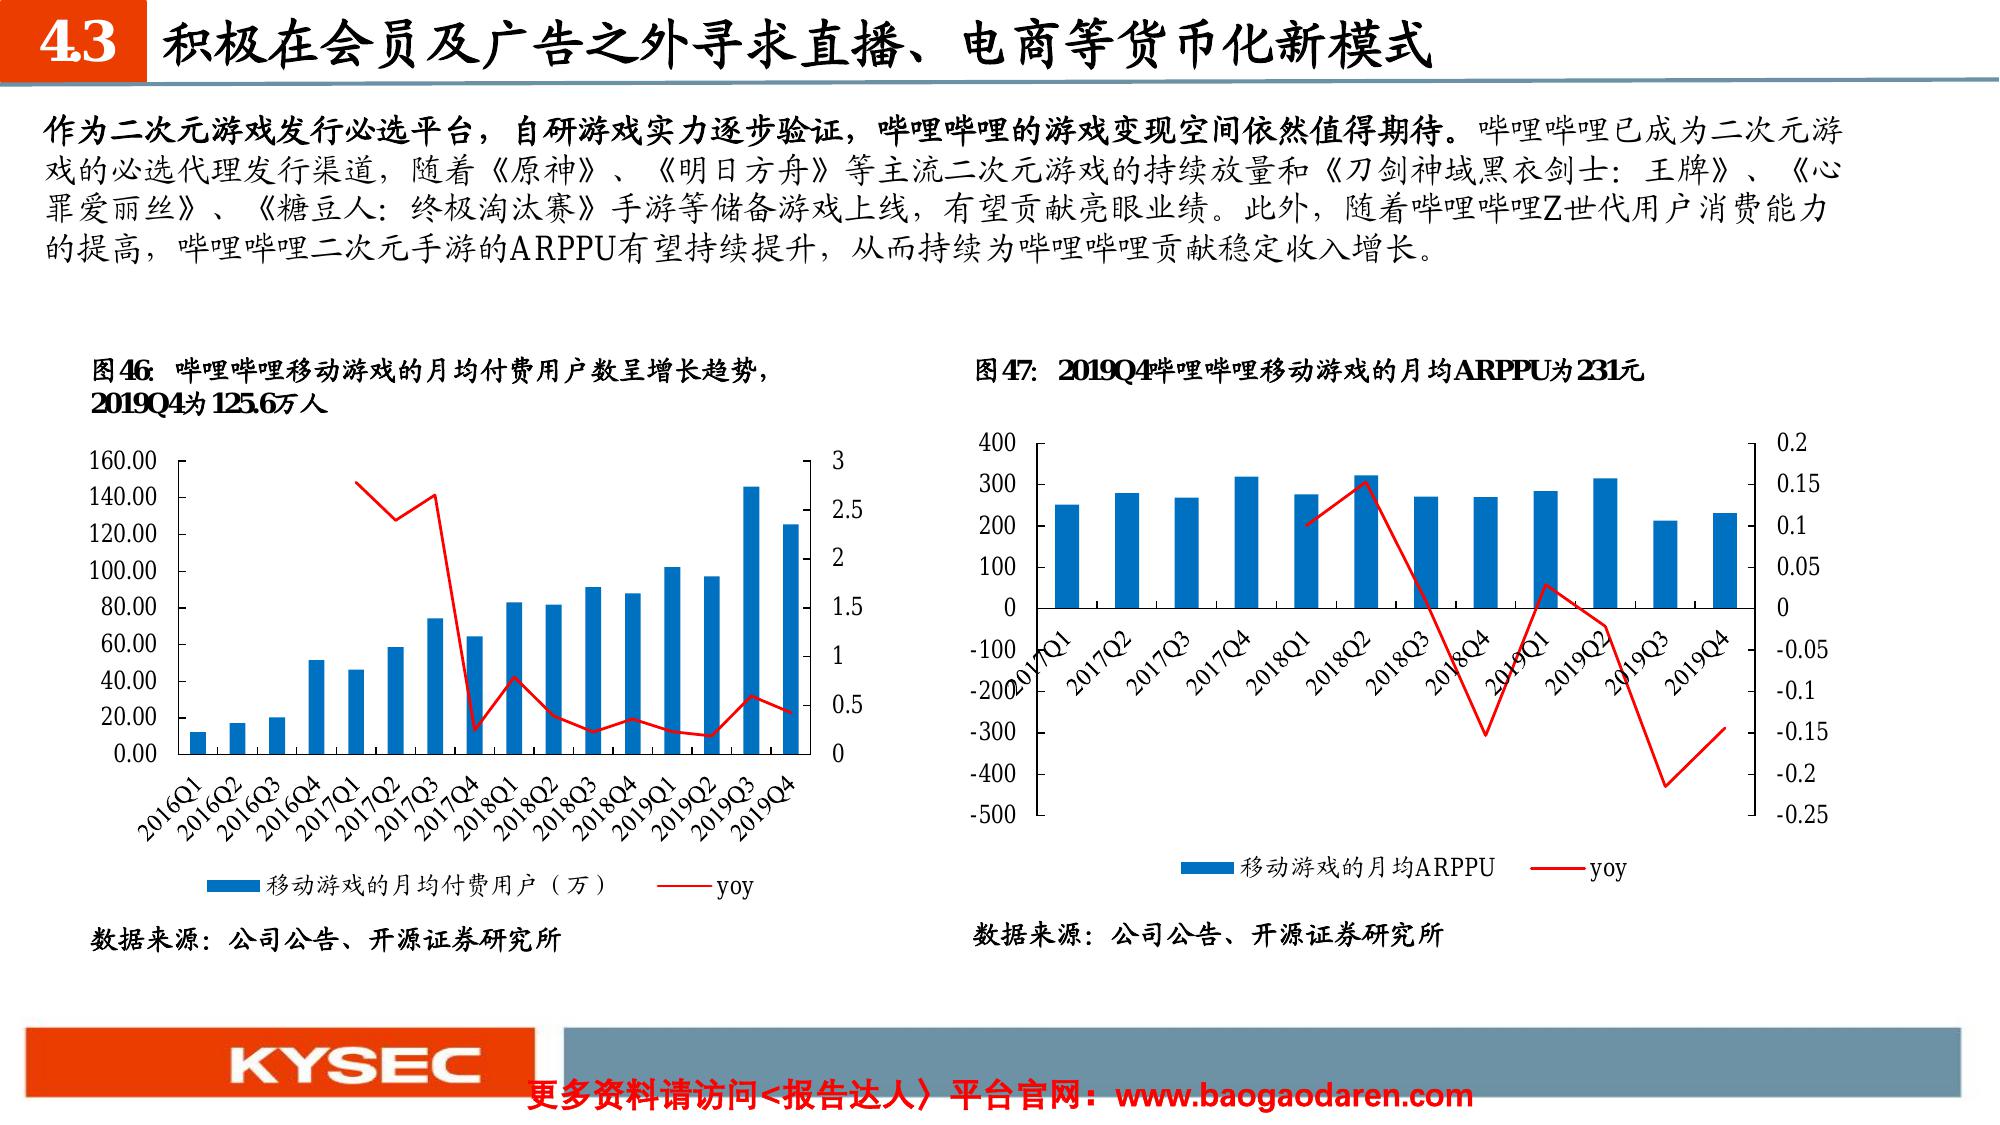 4.3 积极在会员及广告之外寻求直播、电商等货币化新模式
作为二次元游戏发行必选平台，自研游戏实力逐步验证，哔哩哔哩的游戏变现空间依然值得期待。哔哩哔哩已成为二次元游
戏的必选代理发行渠道，随着《原神》、《明日方舟》等主流二次元游戏的持续放量和《刀剑神域黑衣剑士：王牌》、《心
罪爱丽丝》、《糖豆人：终极淘汰赛》手游等储备游戏上线，有望贡献亮眼业绩。此外，随着哔哩哔哩Z世代用户消费能力
的提高，哔哩哔哩二次元手游的ARPPU有望持续提升，从而持续为哔哩哔哩贡献稳定收入增长。
图46：哔哩哔哩移动游戏的月均付费用户数呈增长趋势，
2019Q4为125.6万人
160.00
140.00
120.00
100.00
80.00
60.00
40.00
20.00
0.00
3
2.5
2
1.5
1
0.5
0
2016Q1
2016Q2
2016Q3
2016Q4
2017Q1
2017Q2
2017Q3
2017Q4
2018Q1
2018Q2
2018Q3
2018Q4
2019Q1
2019Q2
2019Q3
2019Q4
移动游戏的月均付费用户（万） yoy
数据来源：公司公告、开源证券研究所
图47：2019Q4哔哩哔哩移动游戏的月均ARPPU为231元
400
300
200
100
0
-100
-200
-300
-400
-500
0.2
0.15
0.1
0.05
0
-0.05
-0.1
-0.15
-0.2
-0.25
2017Q1
2017Q2
2017Q3
2017Q4
2018Q1
2018Q2
2018Q3
2018Q4
2019Q1
2019Q2
2019Q3
2019Q4
移动游戏的月均ARPPU yoy
数据来源：公司公告、开源证券研究所
KYSEC
更多资料请访问<报告达人〉平台官网：www.baogaodaren.com